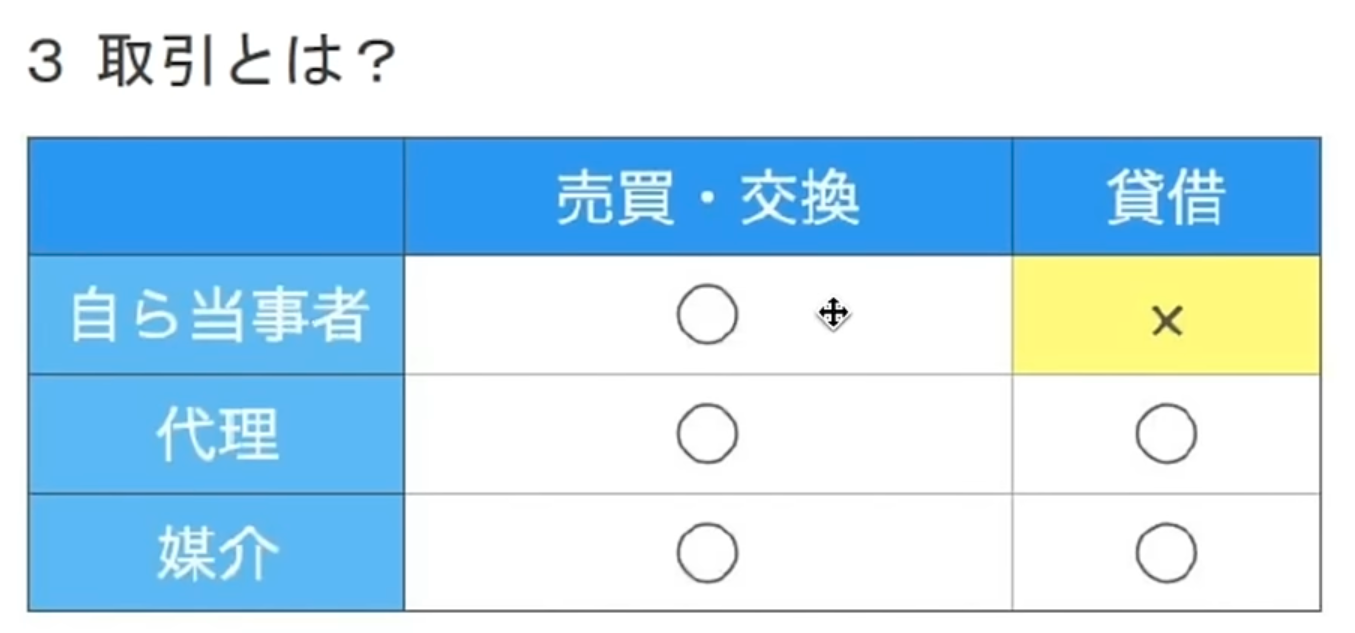 3 取引とは？
売買・交換 貸借
自ら当事者 ○ ×
代理 ○ ○
媒介 ○ ○